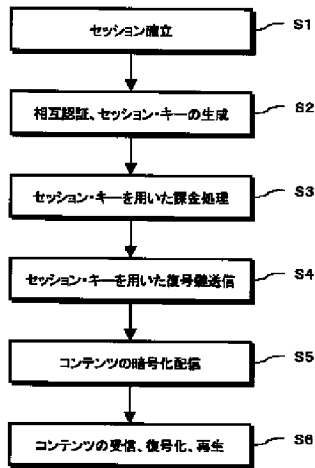 セッション確立
S1
相互認証、セッション・キーの生成
S2
セッション・キーを用いた課金処理
S3
セッション・キーを用いた復号鍵送信
S4
コンテンツの暗号化配信
S5
コンテンツの受信、復号化、再生
S6